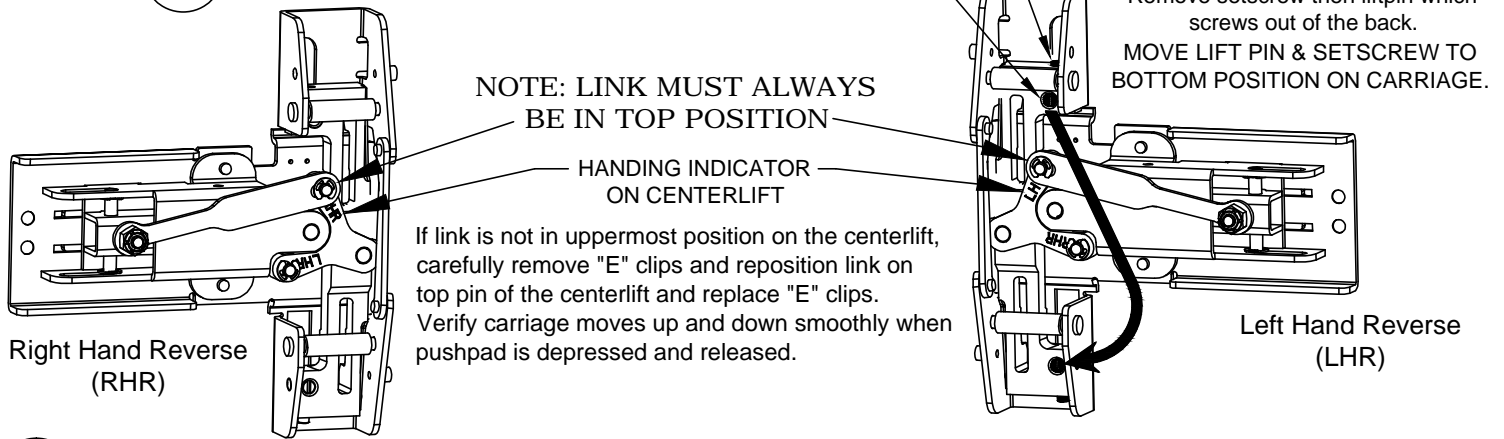 Remove setscrew then liftpin which
screws out of the back.
MOVE LIFT PIN & SETSCREW TO
BOTTOM POSITION ON CARRIAGE.
NOTE: LINK MUST ALWAYS
BE IN TOP POSITION
HANDING INDICATOR
ON CENTERLIFT
If link is not in uppermost position on the centerlift,
carefully remove "E" clips and reposition link on
top pin of the centerlift and replace "E" clips.
Verify carriage moves up and down smoothly when
pushpad is depressed and released.
Right Hand Reverse
(RHR)
Left Hand Reverse
(LHR)
LHR
RHR